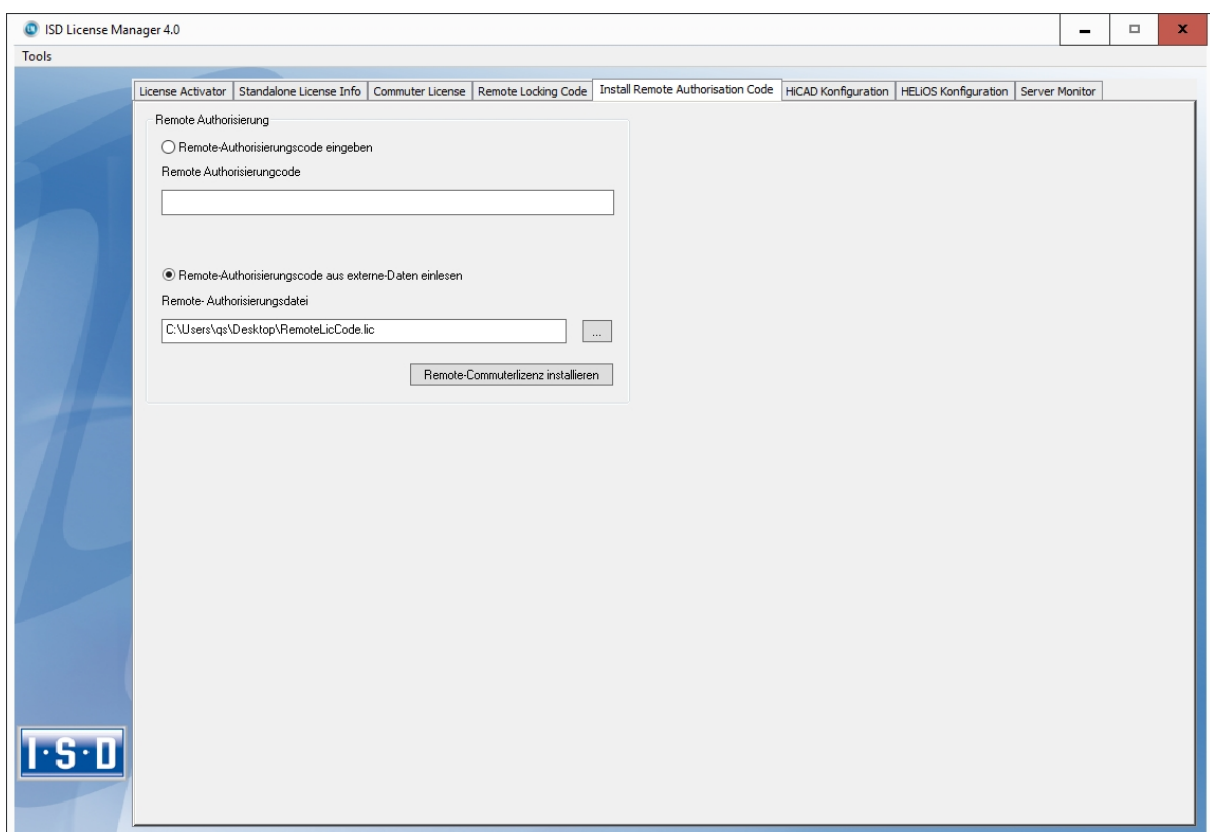 ISD License Manager 4.0
Tools
License Activator Standalone License Info Commuter License Remote Locking Code Install Remote Authorisation Code HiCAD Konfiguration HELiOS Konfiguration Server Monitor
Remote Authorisierung
Remote-Authorisierungscode eingeben
Remote Authorisierungcode
Remote-Authorisierungscode aus externe-Daten einlesen
Remote- Authorisierungsdatei
C:\Users\qs\Desktop\RemoteLicCode.lic ...
Remote-Commuterlizenz installieren
I·S·D